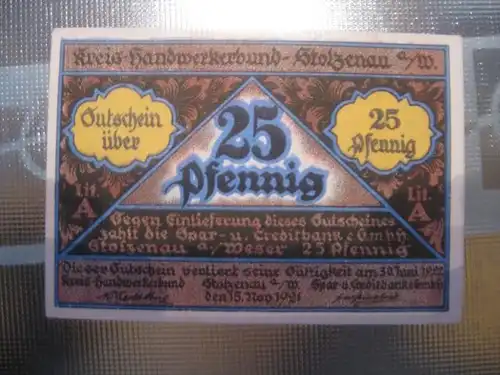 Kreis-Handwerkerbund-Stolzenau a/W.
Gutschein
über
25
Pfennig
25
Pfennig
Lit.
A
Lit.
A
Gegen Einlieferung dieses Gutscheines
zahlt die Spar- u. Creditbank e.G.m.b.H
Stolzenau a./Weser 25 Pfennig
Dieser Gutschein verliert seine Gültigkeit am 30. Juni 1922
Kreis-Handwerkerbund Stolzenau a/W. Spar u. Creditbank e.G.m.b.H
den 15. Nov. 1921